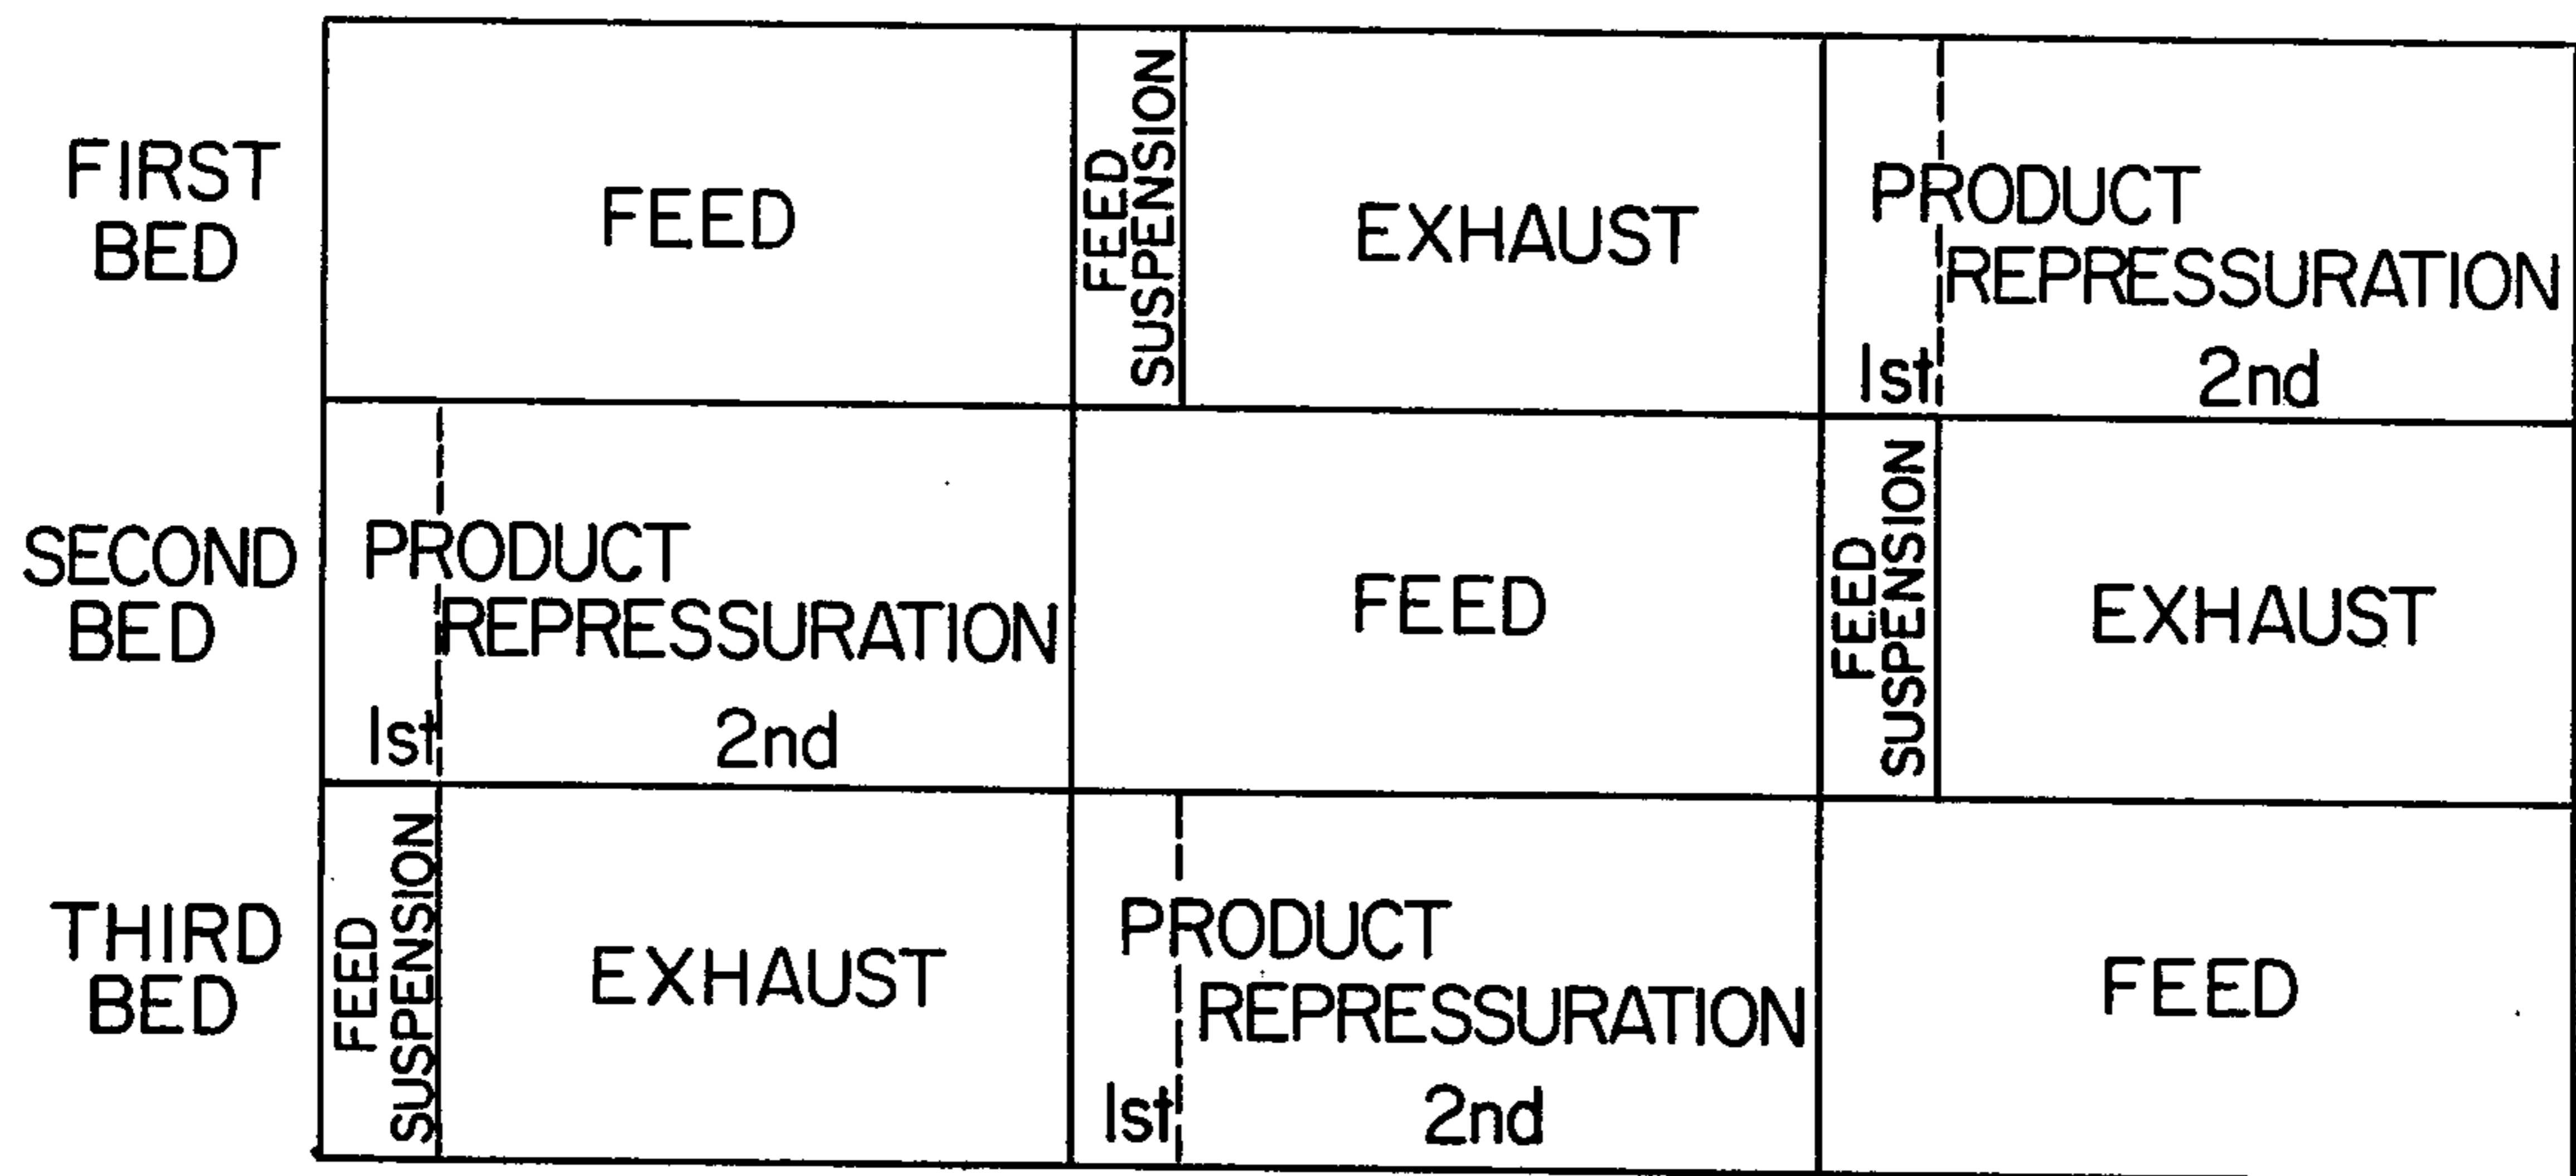 FIRST
BED
FEED
FEED
SUSPENSION
EXHAUST
PRODUCT
REPRESSURATION
1st
2nd
SECOND
BED
PRODUCT
REPRESSURATION
1st
2nd
FEED
FEED
SUSPENSION
EXHAUST
THIRD
BED
FEED
SUSPENSION
EXHAUST
PRODUCT
REPRESSURATION
1st
2nd
FEED